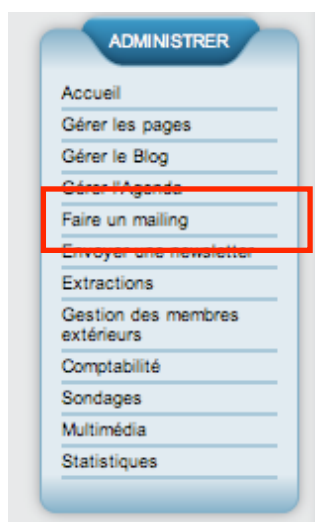 ADMINISTRER
Accueil
Gérer les pages
Gérer le Blog
Gérer l'Agenda
Faire un mailing
Envoyer une newsletter
Extractions
Gestion des membres
extérieurs
Comptabilité
Sondages
Multimédia
Statistiques